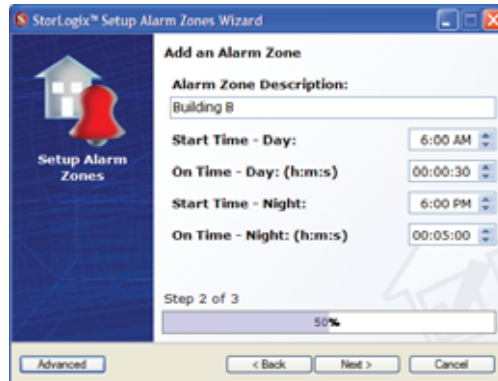 StorLogix™ Setup Alarm Zones Wizard
Add an Alarm Zone
Alarm Zone Description:
Building B
Start Time - Day: 6:00 AM
On Time - Day: (h:m:s) 00:00:30
Start Time - Night: 6:00 PM
On Time - Night: (h:m:s) 00:05:00
Setup Alarm
Zones
Step 2 of 3
50%
Advanced < Back Next > Cancel